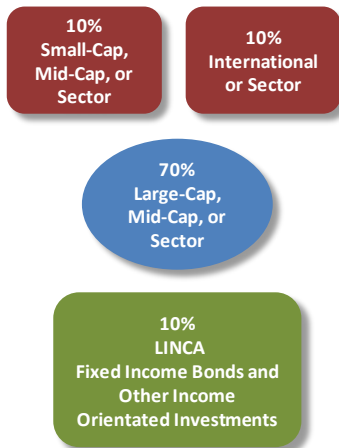 10%
Small-Cap,
Mid-Cap, or
Sector
10%
International
or Sector
70%
Large-Cap,
Mid-Cap, or
Sector
10%
LINCA
Fixed Income Bonds and
Other Income
Orientated Investments